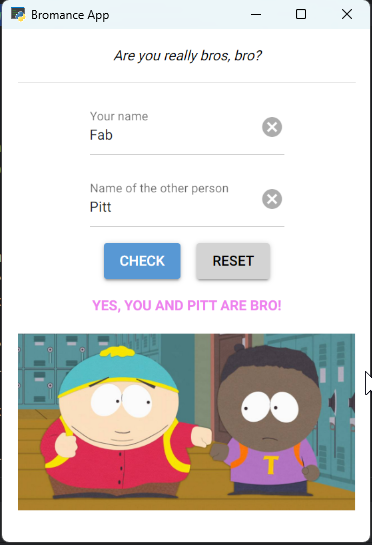 Bromance App
Are you really bros, bro?
Your name
Fab
Name of the other person
Pitt
CHECK RESET
YES, YOU AND PITT ARE BRO!
T